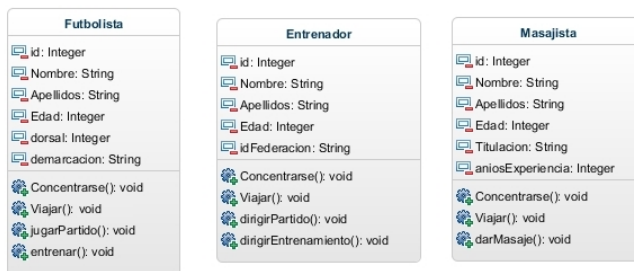 Futbolista
id: Integer
Nombre: String
Apellidos: String
Edad: Integer
dorsal: Integer
demarcacion: String
Concentrarse(): void
Viajar(): void
jugarPartido(): void
entrenar(): void
Entrenador
id: Integer
Nombre: String
Apellidos: String
Edad: Integer
idFederacion: String
Concentrarse(): void
Viajar(): void
dirigirPartido(): void
dirigirEntrenamiento(): void
Masajista
id: Integer
Nombre: String
Apellidos: String
Edad: Integer
Titulacion: String
aniosExperiencia: Integer
Concentrarse(): void
Viajar(): void
darMasaje(): void